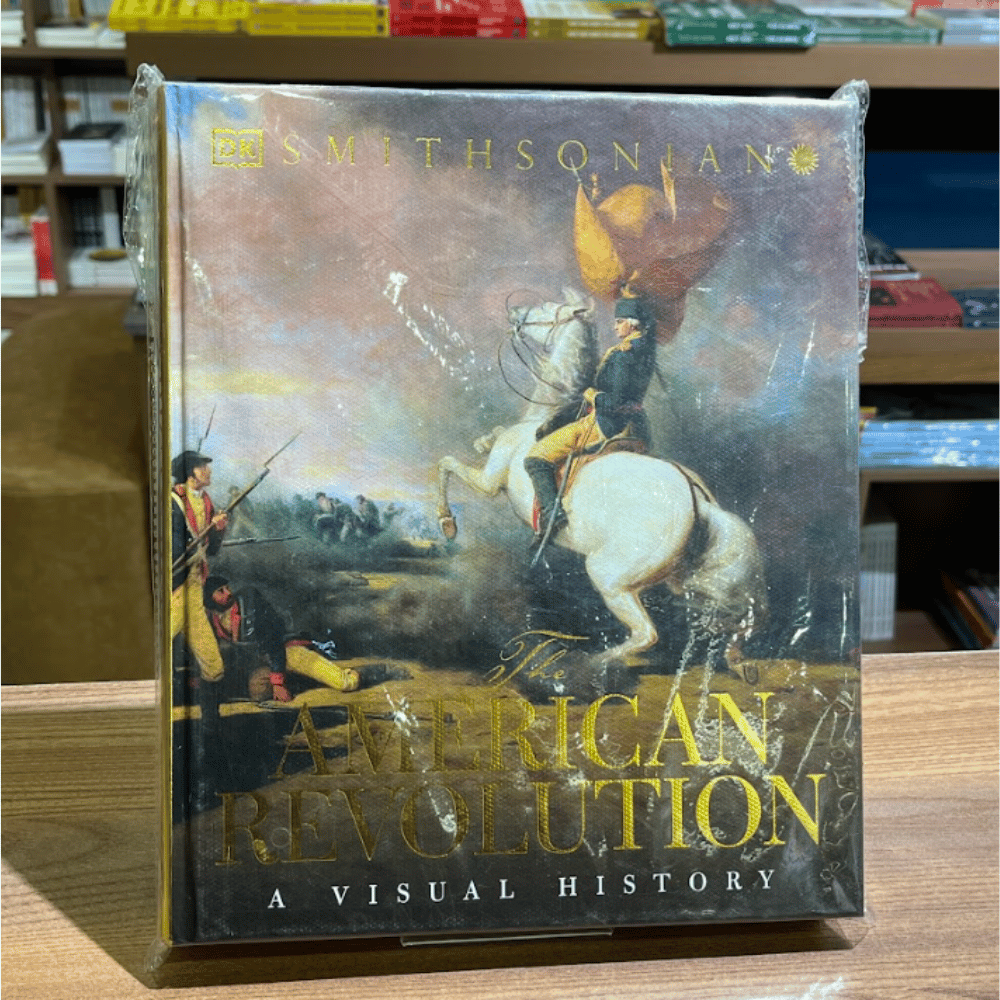 DK SMITHSONIAN
The
AMERICAN
REVOLUTION
A VISUAL HISTORY